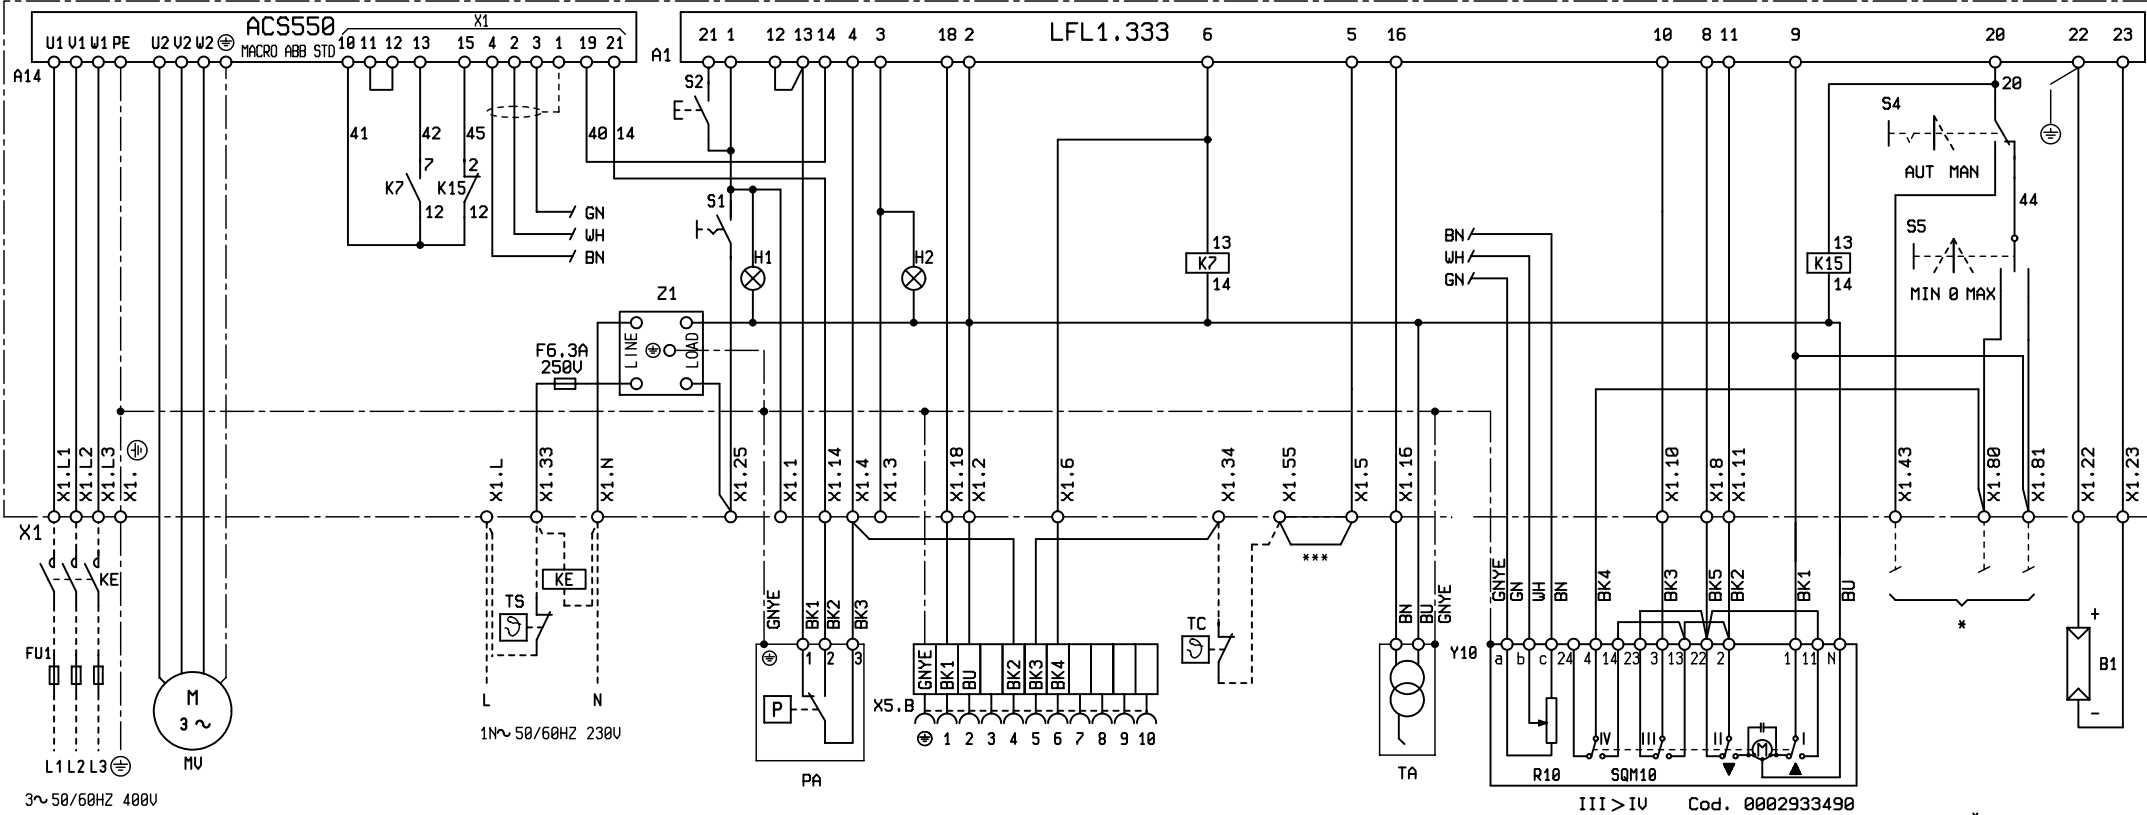 ACS550 X1 LFL1.333
U1 V1 W1 PE U2 V2 W2 MACRO ABB STD 10 11 12 13 15 4 2 3 1 19 21
21 1 12 13 14 4 3 18 2 6 5 16 10 8 11 9 20 22 23
A14 A1
S2 20
S4
41 42 45 40 14
7 2
AUT MAN
K7 K15
12 12
S1 44
GN
WH
BN
S5
BN
WH
GN
H1 H2
13
K7
14
13
K15
14
MIN 0 MAX
Z1
LINE LOAD
F6,3A
250V
X1.L1 X1.L2 X1.L3 X1. X1.L X1.33 X1.N X1.25 X1.1 X1.14 X1.4 X1.3 X1.18 X1.2 X1.6 X1.34 X1.55 X1.5 X1.16 X1.10 X1.8 X1.11 X1.43 X1.80 X1.81 X1.22 X1.23
X1
***
KE KE
TS
GNYE BK1 BK2 BK3
TC
BN BU GNYE
GNYE GN WH BN BK4 BK3 BK5 BK2 BK1 BU
*
+
B1
-
FU1
1 2 3
GNYE BK1 BU BK2 BK3 BK4
Y10 a b c 24 4 14 23 3 13 22 2 1 11 N
M
3 ~
MV
L N
P
X5.B
1 2 3 4 5 6 7 8 9 10
1N~ 50/60HZ 230V
IV III II M I
L1 L2 L3
PA TA R10 SQM10
3~ 50/60HZ 400V
III > IV Cod. 0002933490
*